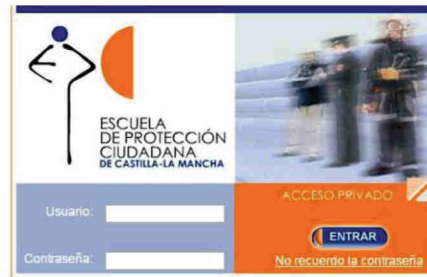 ESCUELA
DE PROTECCIÓN
CIUDADANA
DE CASTILLA-LA MANCHA
ACCESO PRIVADO
Usuario:
ENTRAR
Contraseña:
No recuerdo la contraseña